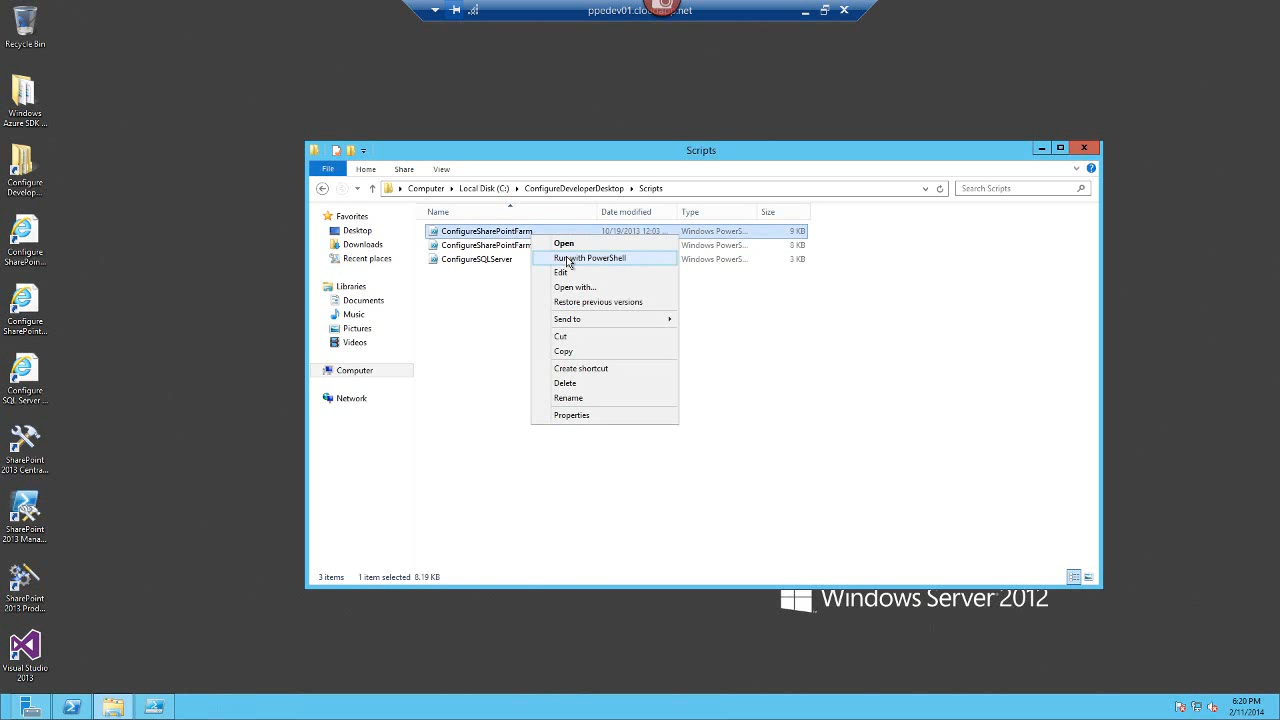 ppedev01.cloudapp.net
Recycle Bin
Windows
Azure SDK ...
Configure
Develop...
Configure
SharePoint...
Configure
SharePoint...
Configure
SQL Server ...
SharePoint
2013 Centra...
SharePoint
2013 Mana...
SharePoint
2013 Prod...
Visual Studio
2013
Scripts
File Home Share View
Computer Local Disk (C:) ConfigureDeveloperDesktop Scripts
Search Scripts
Favorites
Desktop
Downloads
Recent places
Libraries
Documents
Music
Pictures
Videos
Computer
Network
Name Date modified Type Size
ConfigureSharePointFarm 10/19/2013 12:03 ... Windows PowerS... 9 KB
ConfigureSharePointFarm Windows PowerS... 8 KB
ConfigureSQLServer Windows PowerS... 3 KB
Open
Run with PowerShell
Edit
Open with...
Restore previous versions
Send to
Cut
Copy
Create shortcut
Delete
Rename
Properties
3 items 1 item selected 8.19 KB
Windows Server 2012
6:20 PM
2/11/2014